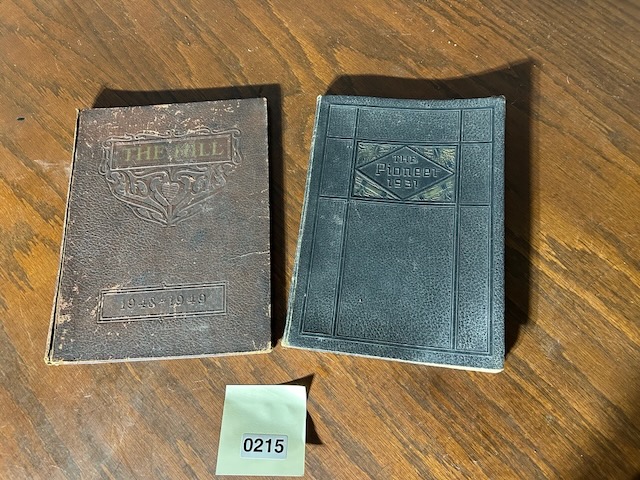 THE HILL
1948-1949
THE
Pioneer
1931
0215